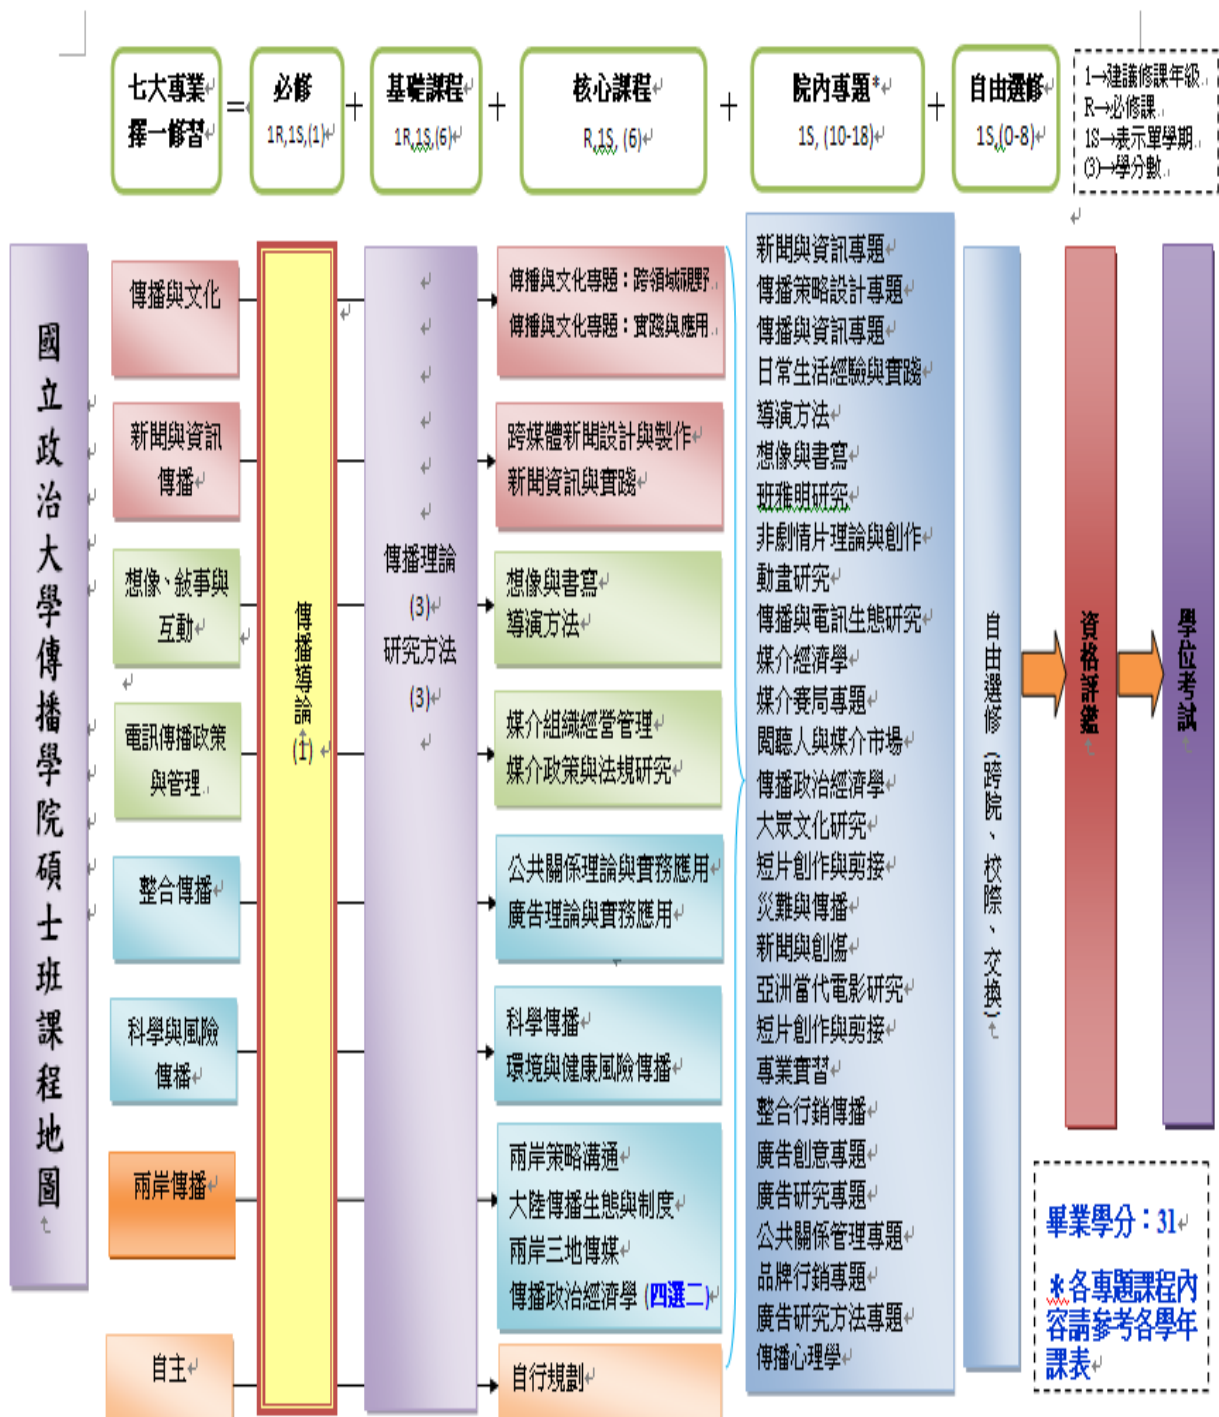 七大專業
擇一修習
=
必修
1R,1S,(1)
+
基礎課程
1R,1S,(6)
+
核心課程
R,1S, (6)
+
院內專題*
1S, (10-18)
+
自由選修
1S,(0-8)
1→建議修課年級
R→必修課
1S→表示單學期
(3)→學分數
國立政治大學傳播學院碩士班課程地圖
傳播與文化
新聞與資訊
傳播
想像、敍事與
互動
電訊傳播政策
與管理
整合傳播
科學與風險
傳播
兩岸傳播
自主
傳播導論
(1)
傳播理論
(3)
研究方法
(3)
傳播與文化專題：跨領域視野
傳播與文化專題：實踐與應用
跨媒體新聞設計與製作
新聞資訊與實踐
想像與書寫
導演方法
媒介組織經營管理
媒介政策與法規研究
公共關係理論與實務應用
廣告理論與實務應用
科學傳播
環境與健康風險傳播
兩岸策略溝通
大陸傳播生態與制度
兩岸三地傳媒
傳播政治經濟學 (四選二)
自行規劃
新聞與資訊專題
傳播策略設計專題
傳播與資訊專題
日常生活經驗與實踐
導演方法
想像與書寫
班雅明研究
非劇情片理論與創作
動畫研究
傳播與電訊生態研究
媒介經濟學
媒介賽局專題
閱聽人與媒介市場
傳播政治經濟學
大眾文化研究
短片創作與剪接
災難與傳播
新聞與創傷
亞洲當代電影研究
短片創作與剪接
專業實習
整合行銷傳播
廣告創意專題
廣告研究專題
公共關係管理專題
品牌行銷專題
廣告研究方法專題
傳播心理學
自由選修 (跨院、校際、交換)
資格評鑑
學位考試
畢業學分：31
*各專題課程內
容請參考各學年
課表